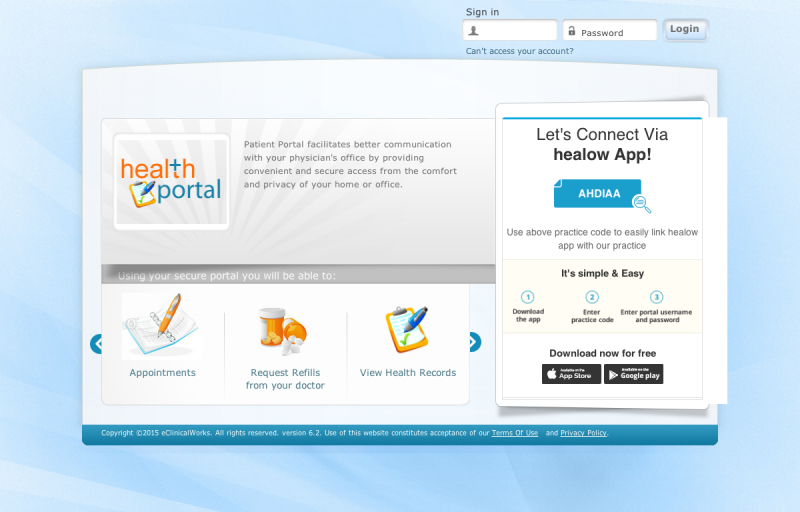 Sign in
Password
Login
Can't access your account?
health
portal
Patient Portal facilitates better communication
with your physician's office by providing
convenient and secure access from the comfort
and privacy of your home or office.
Let's Connect Via
healow App!
AHDIAA
Use above practice code to easily link healow
app with our practice
It's simple & Easy
1 2 3
Download
the app
Enter
practice code
Enter portal username
and password
Download now for free
Available on the
App Store
Available on the
Google play
Using your secure portal you will be able to:
Appointments
Request Refills
from your doctor
View Health Records
Copyright ©2015 eClinicalWorks. All rights reserved. version 6.2. Use of this website constitutes acceptance of our Terms Of Use and Privacy Policy.